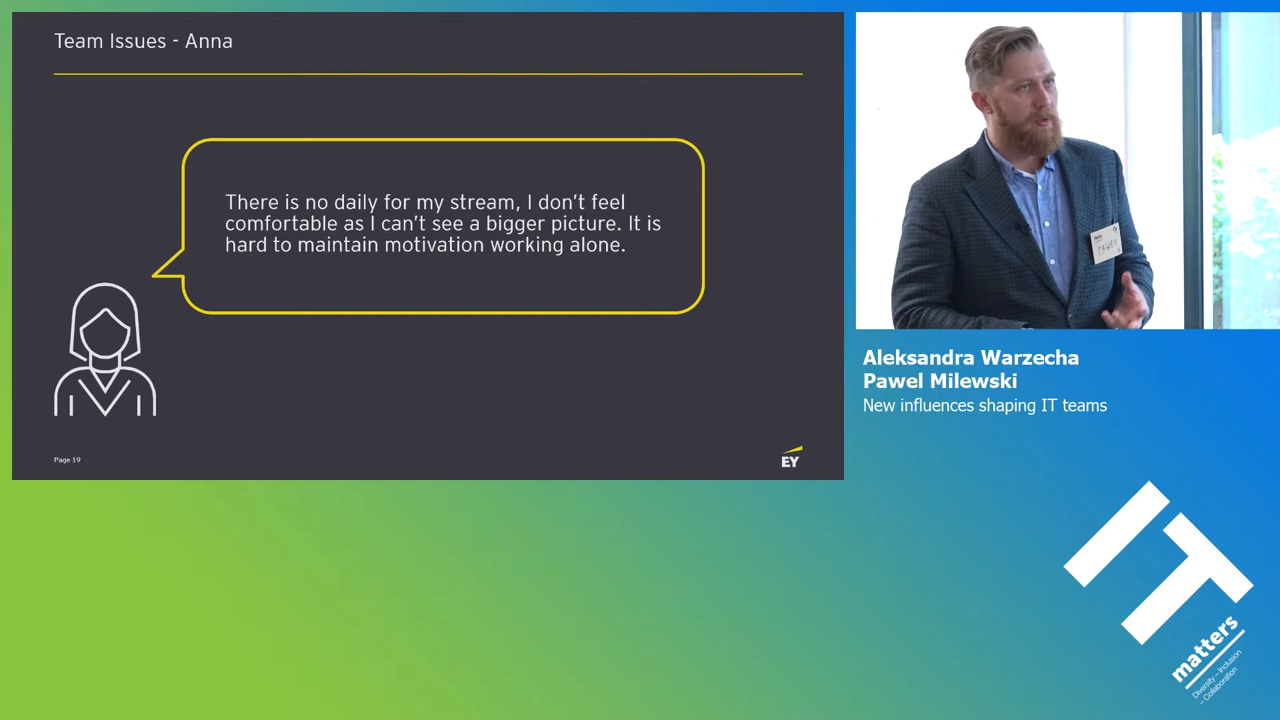 Team Issues - Anna
There is no daily for my stream, I don't feel
comfortable as I can't see a bigger picture. It is
hard to maintain motivation working alone.
Page 19
EY
Aleksandra Warzecha
Pawel Milewski
New influences shaping IT teams
IT
matters
Diversity – Inclusion
– Collaboration